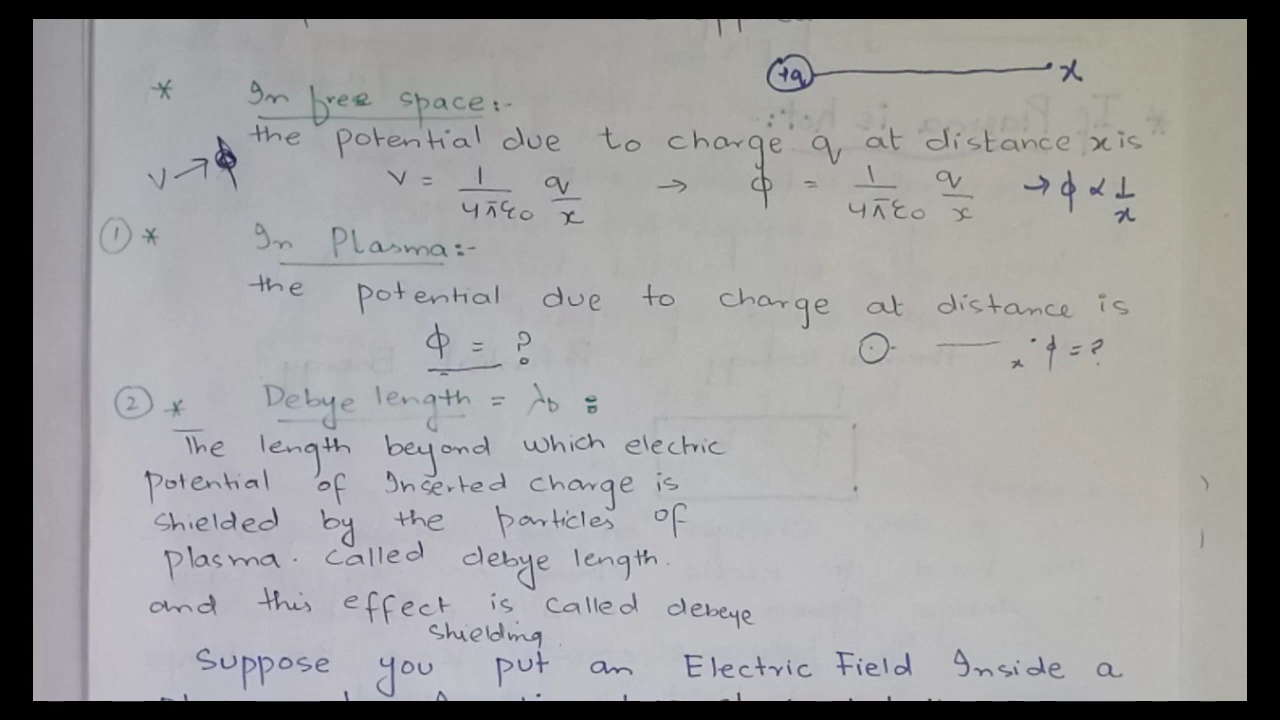 +q x
* In free space:-
the potential due to charge q at distance x is
V → ϕ
V = 1/4πε0 q/x → ϕ = 1/4πε0 q/x → ϕ ∝ 1/x
① * In Plasma:-
the potential due to charge at distance is
ϕ = ?
x ϕ = ?
② * Debye length = λD :
The length beyond which electric
potential of Inserted charge is
shielded by the particles of
plasma. called debye length.
and this effect is called debeye
shielding
Suppose you put an Electric Field Inside a